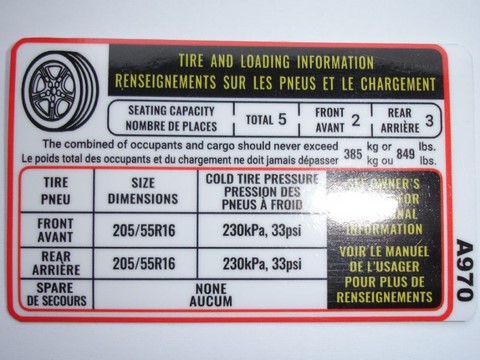 TIRE AND LOADING INFORMATION
RENSEIGNEMENTS SUR LES PNEUS ET LE CHARGEMENT
SEATING CAPACITY
NOMBRE DE PLACES
TOTAL 5
FRONT
AVANT 2
REAR
ARRIÈRE 3
The combined of occupants and cargo should never exceed
Le poids total des occupants et du chargement ne doit jamais dépasser
385 kg or
kg ou
849 lbs.
lbs.
TIRE
PNEU
SIZE
DIMENSIONS
COLD TIRE PRESSURE
PRESSION DES
PNEUS À FROID
FRONT
AVANT
205/55R16
230kPa, 33psi
REAR
ARRIÈRE
205/55R16
230kPa, 33psi
SPARE
DE SECOURS
NONE
AUCUM
SEE OWNER'S
INFORMATION
VOIR LE MANUEL
DE L'USAGER
POUR PLUS DE
RENSEIGNEMENTS
A970